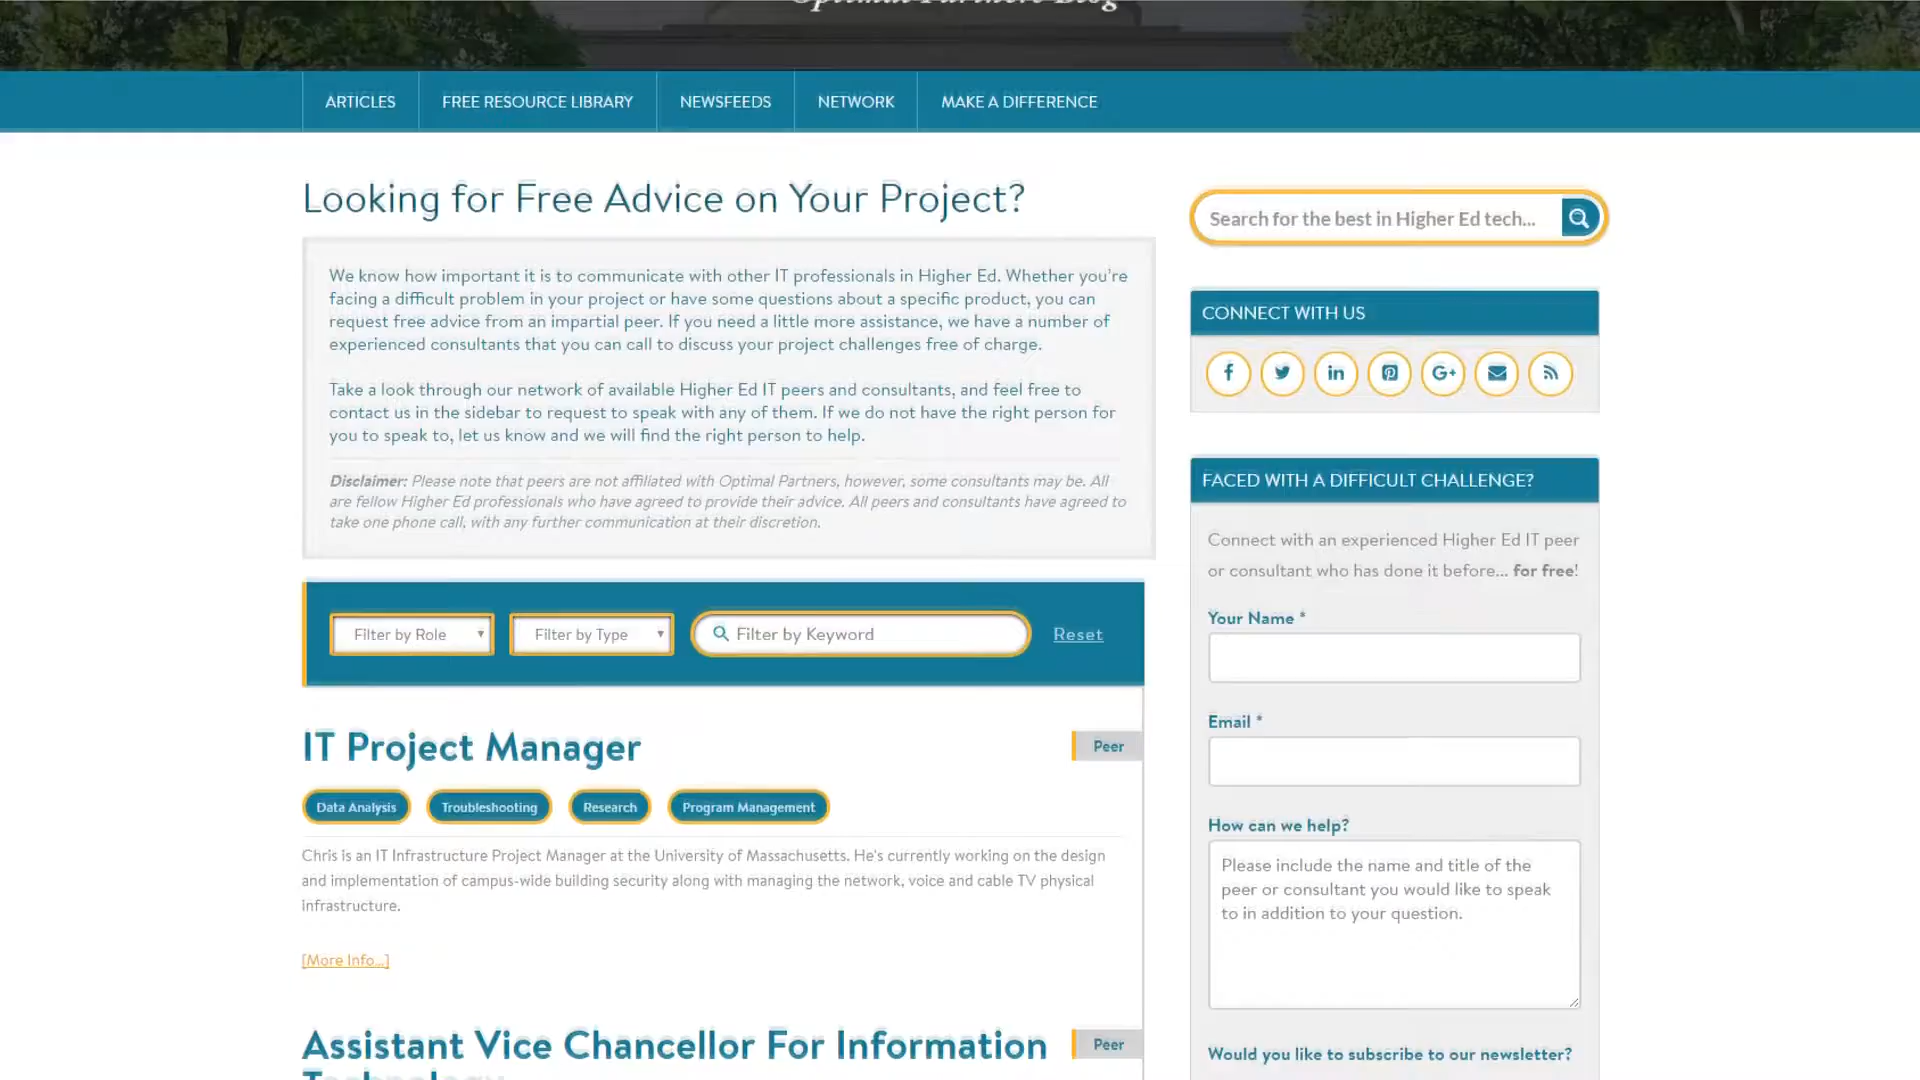 Optimal Partners Blog
ARTICLES
FREE RESOURCE LIBRARY
NEWSFEEDS
NETWORK
MAKE A DIFFERENCE
Looking for Free Advice on Your Project?
We know how important it is to communicate with other IT professionals in Higher Ed. Whether you're
facing a difficult problem in your project or have some questions about a specific product, you can
request free advice from an impartial peer. If you need a little more assistance, we have a number of
experienced consultants that you can call to discuss your project challenges free of charge.
Take a look through our network of available Higher Ed IT peers and consultants, and feel free to
contact us in the sidebar to request to speak with any of them. If we do not have the right person for
you to speak to, let us know and we will find the right person to help.
Disclaimer: Please note that peers are not affiliated with Optimal Partners, however, some consultants may be. All
are fellow Higher Ed professionals who have agreed to provide their advice. All peers and consultants have agreed to
take one phone call, with any further communication at their discretion.
Filter by Role
Filter by Type
Filter by Keyword
Reset
IT Project Manager
Peer
Data Analysis
Troubleshooting
Research
Program Management
Chris is an IT Infrastructure Project Manager at the University of Massachusetts. He's currently working on the design
and implementation of campus-wide building security along with managing the network, voice and cable TV physical
infrastructure.
[More Info...]
Assistant Vice Chancellor For Information
Technology
Peer
Search for the best in Higher Ed tech...
CONNECT WITH US
FACED WITH A DIFFICULT CHALLENGE?
Connect with an experienced Higher Ed IT peer
or consultant who has done it before... for free!
Your Name *
Email *
How can we help?
Please include the name and title of the
peer or consultant you would like to speak
to in addition to your question.
Would you like to subscribe to our newsletter?